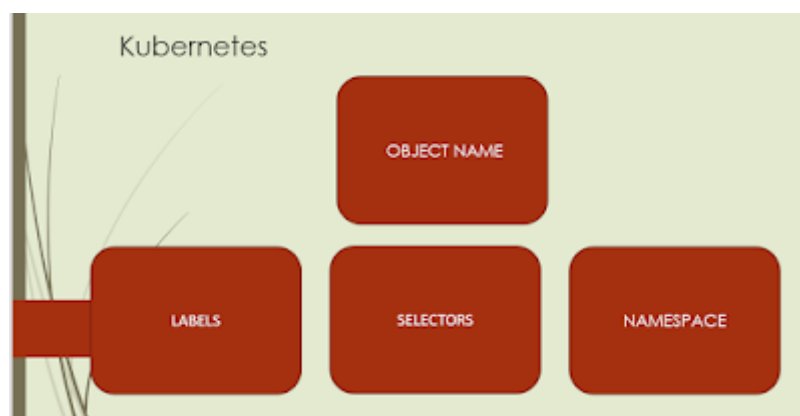 Kubernetes
OBJECT NAME
LABELS
SELECTORS
NAMESPACE